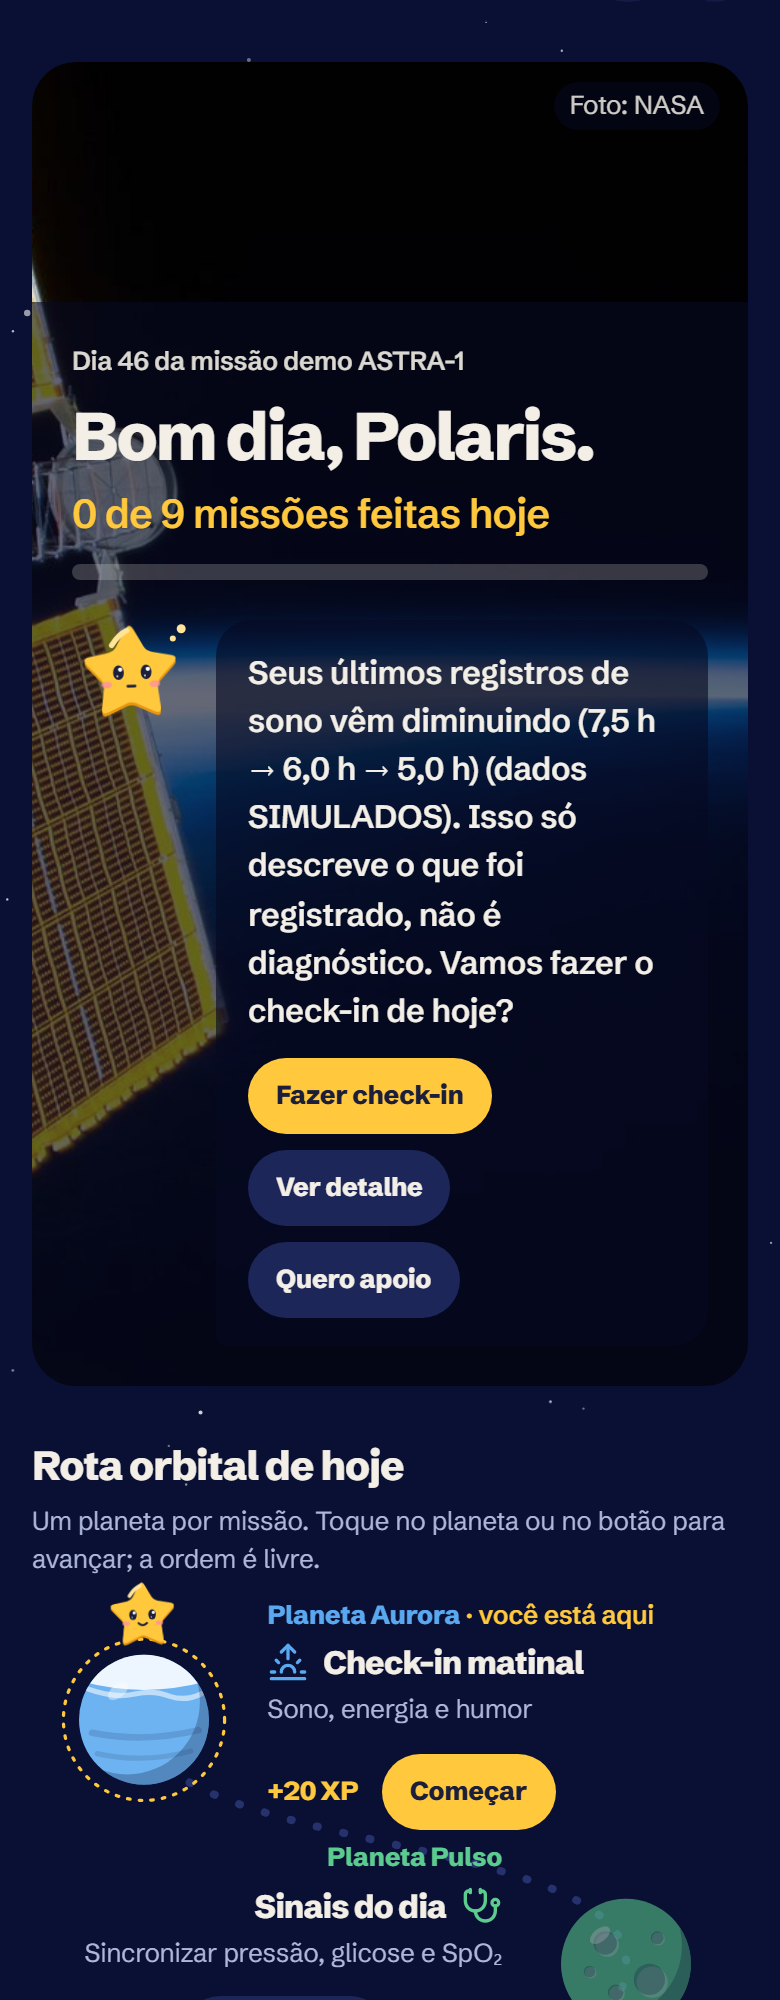 Foto: NASA
Dia 46 da missão demo ASTRA-1
Bom dia, Polaris.
0 de 9 missões feitas hoje
Seus últimos registros de
sono vêm diminuindo (7,5 h
→ 6,0 h → 5,0 h) (dados
SIMULADOS). Isso só
descreve o que foi
registrado, não é
diagnóstico. Vamos fazer o
check-in de hoje?
Fazer check-in
Ver detalhe
Quero apoio
Rota orbital de hoje
Um planeta por missão. Toque no planeta ou no botão para
avançar; a ordem é livre.
Planeta Aurora · você está aqui
Check-in matinal
Sono, energia e humor
+20 XP Começar
Planeta Pulso
Sinais do dia
Sincronizar pressão, glicose e SpO₂